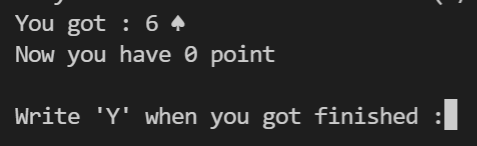 You got : 6 ♠
Now you have 0 point
Write 'Y' when you got finished :